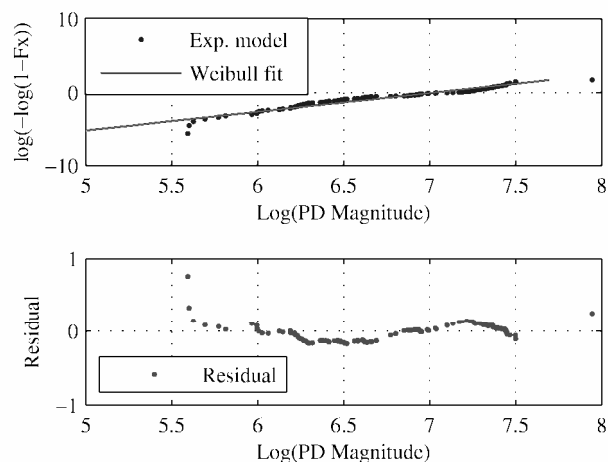 10
Exp. model
Weibull fit
0
−10
log(−log(1−Fx))
5 5.5 6 6.5 7 7.5 8
Log(PD Magnitude)
1
0
Residual
−1
Residual
5 5.5 6 6.5 7 7.5 8
Log(PD Magnitude)